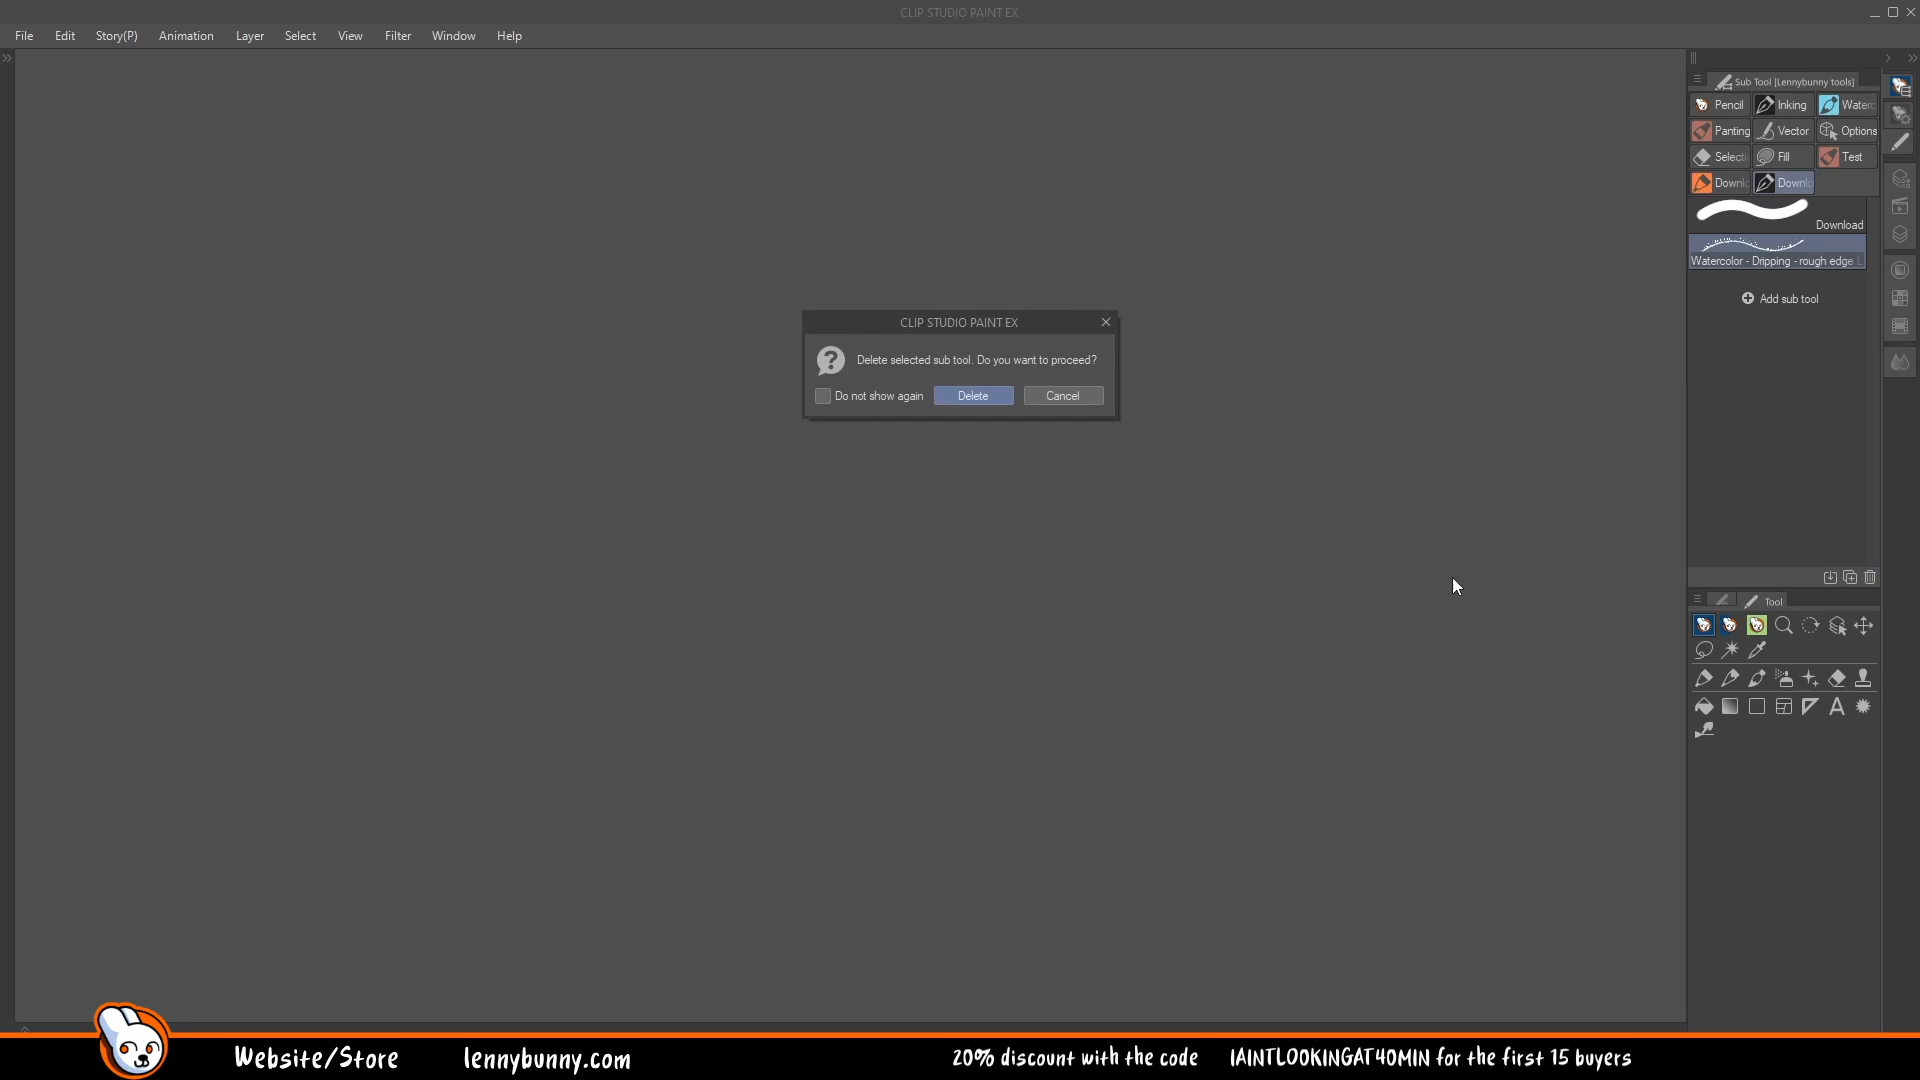 CLIP STUDIO PAINT EX
File Edit Story(P) Animation Layer Select View Filter Window Help
Sub Tool [Lennybunny tools]
Pencil Inking Waterc
Panting Vector Options
Selecti Fill Test
Downlo Downlo
Download
Watercolor - Dripping - rough edge L
Add sub tool
CLIP STUDIO PAINT EX
Delete selected sub tool. Do you want to proceed?
Do not show again Delete Cancel
Tool
Website/Store lennybunny.com 20% discount with the code IAINTLOOKINGAT40MIN for the first 15 buyers